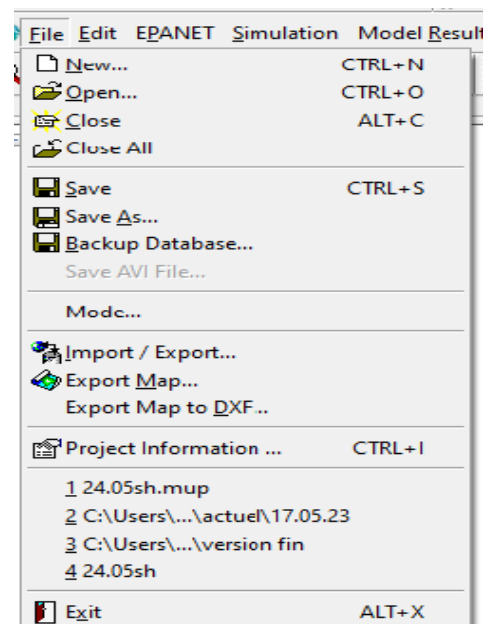 File Edit EPANET Simulation Model Result
New... CTRL+N
Open... CTRL+O
Close ALT+C
Close All
Save CTRL+S
Save As...
Backup Database...
Save AVI File...
Mode...
Import / Export...
Export Map...
Export Map to DXF...
Project Information ... CTRL+I
1 24.05sh.mup
2 C:\Users\...\actuel\17.05.23
3 C:\Users\...\version fin
4 24.05sh
Exit ALT+X